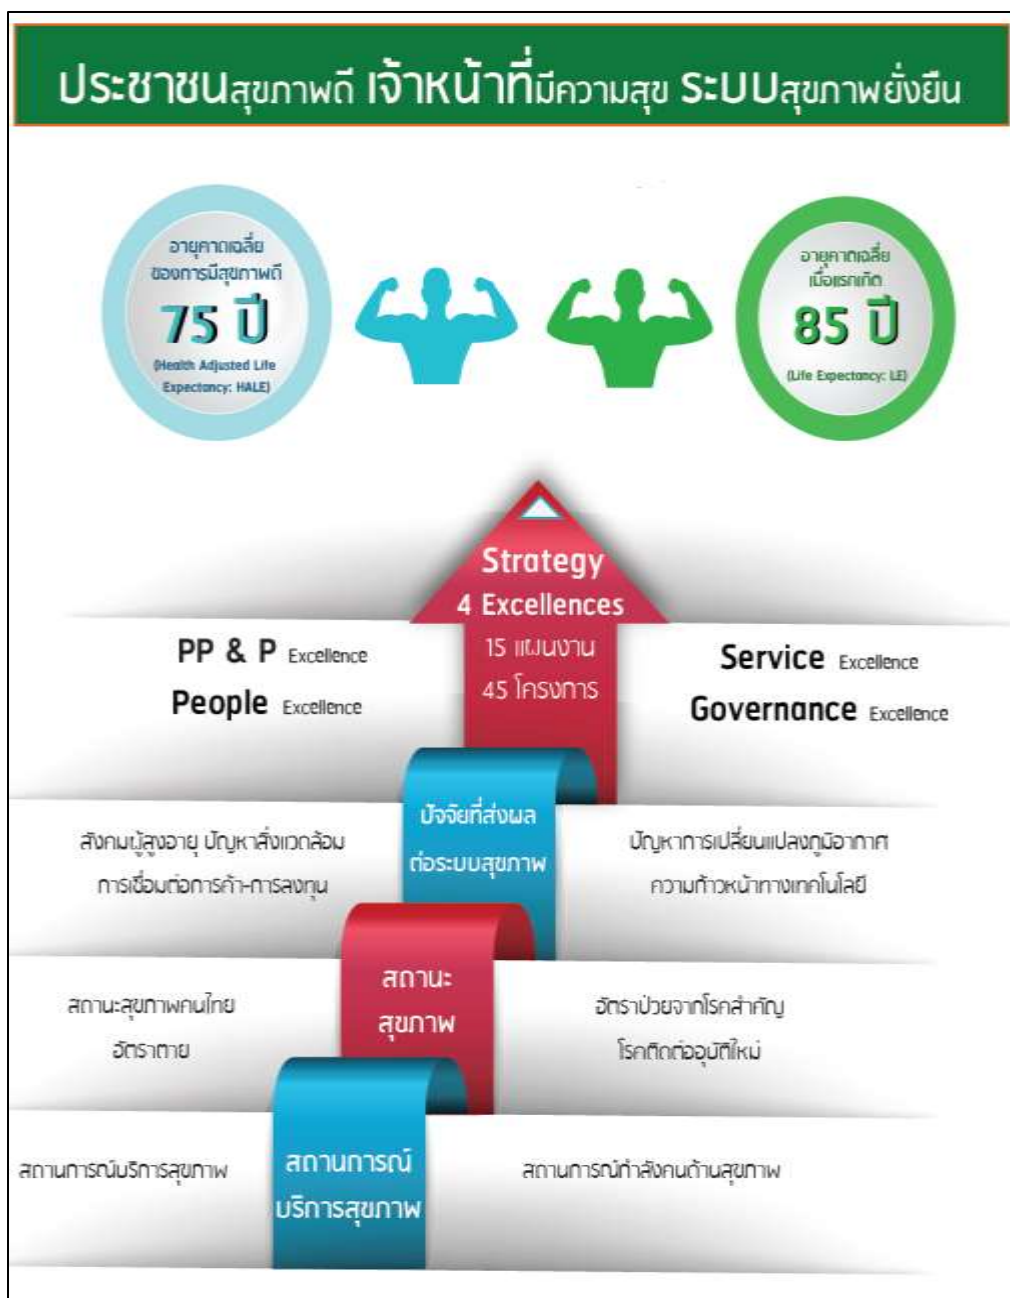 ประชาชนสุขภาพดี เจ้าหน้าที่มีความสุข ระบบสุขภาพยั่งยืน
อายุคาดเฉลี่ย
ของการมีสุขภาพดี
75 ปี
(Health Adjusted Life
Expectancy: HALE)
อายุคาดเฉลี่ย
เมื่อแรกเกิด
85 ปี
(Life Expectancy: LE)
Strategy
4 Excellences
15 แผนงาน
45 โครงการ
PP & P Excellence
People Excellence
Service Excellence
Governance Excellence
ปัจจัยที่ส่งผล
ต่อระบบสุขภาพ
สังคมผู้สูงอายุ ปัญหาสิ่งแวดล้อม
การเชื่อมต่อการค้า-การลงทุน
ปัญหาการเปลี่ยนแปลงภูมิอากาศ
ความก้าวหน้าทางเทคโนโลยี
สถานะ
สุขภาพ
สถานะสุขภาพคนไทย
อัตราตาย
อัตราป่วยจากโรคสำคัญ
โรคติดต่ออุบัติใหม่
สถานการณ์
บริการสุขภาพ
สถานการณ์บริการสุขภาพ
สถานการณ์กำลังคนด้านสุขภาพ